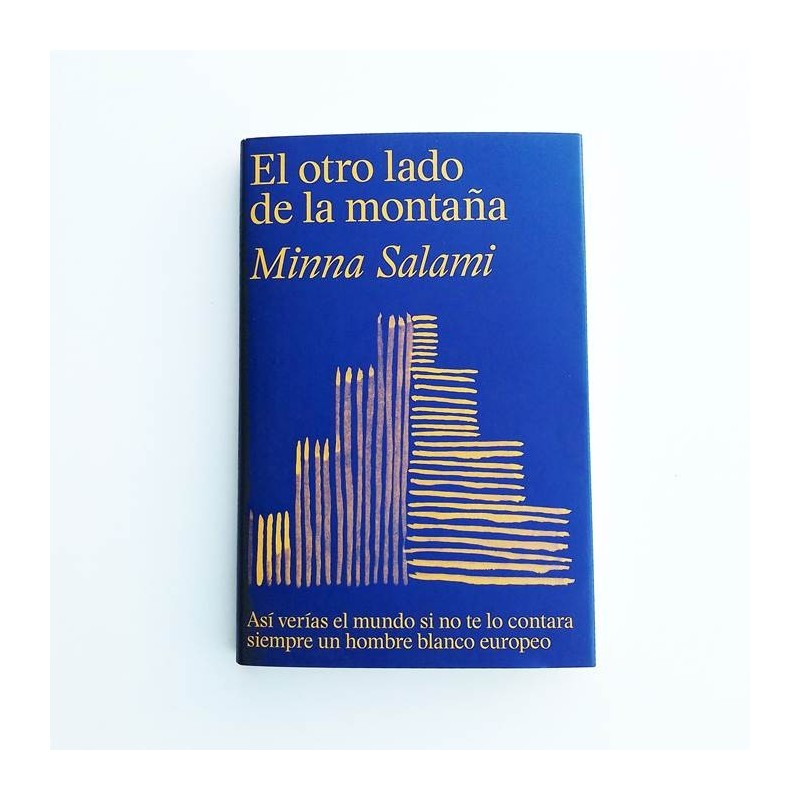 El otro lado
de la montaña
Minna Salami
Así verías el mundo si no te lo contara
siempre un hombre blanco europeo